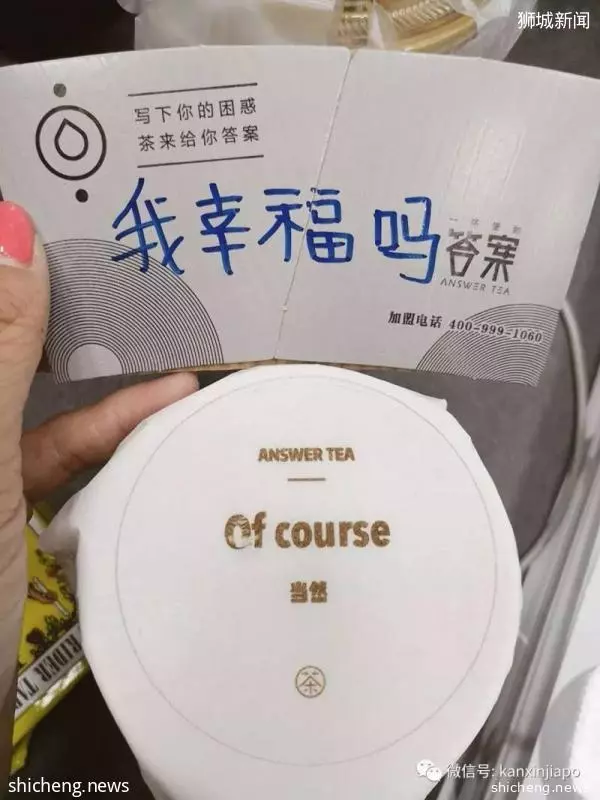 狮城新闻
写下你的困惑
茶来给你答案
我幸福吗
答案
ANSWER TEA
加盟电话 400-999-1060
ANSWER TEA
Of course
当然
茶
RIDER
微信号: kanxinjiapo
shicheng.news
shicheng.news